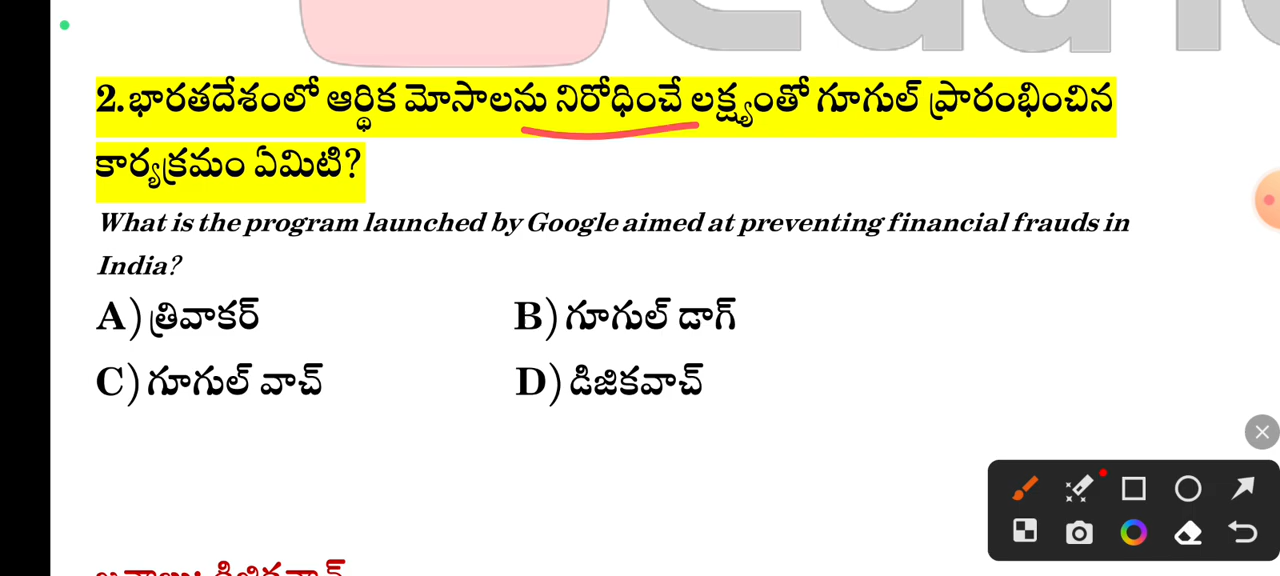 2.భారతదేశంలో ఆర్థిక మోసాలను నిరోధించే లక్ష్యంతో గూగుల్ ప్రారంభించిన
కార్యక్రమం ఏమిటి?
What is the program launched by Google aimed at preventing financial frauds in
India?
A) త్రివాకర్ B) గూగుల్ డాగ్
C) గూగుల్ వాచ్ D) డిజికవాచ్